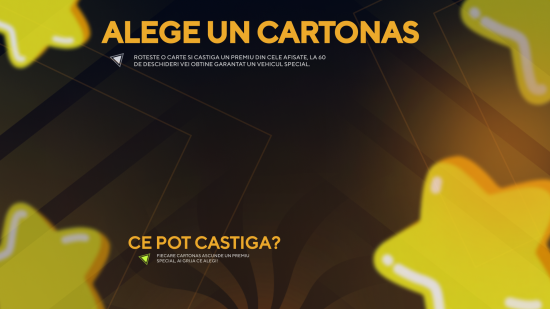 ALEGE UN CARTONAS
ROTESTE O CARTE SI CASTIGA UN PREMIU DIN CELE AFISATE, LA 60
DE DESCHIDERI VEI OBTINE GARANTAT UN VEHICUL SPECIAL.
CE POT CASTIGA?
FIECARE CARTONAS ASCUNDE UN PREMIU
SPECIAL, AI GRIJA CE ALEGI!